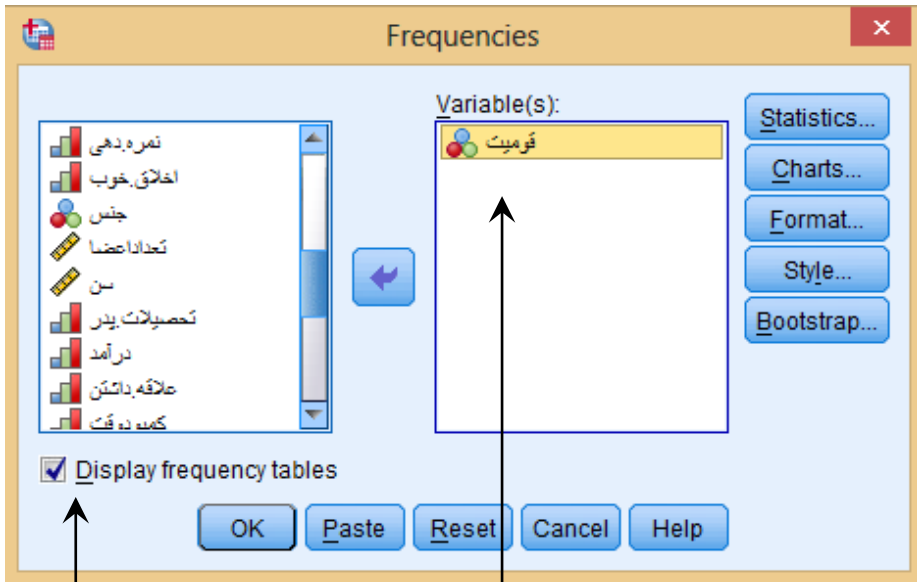 Frequencies
Variable(s):
نمره.دهی
اخلاق.خوب
جنس
تعداداعضا
سن
تحصیلات.پدر
درآمد
علاقه.داشتن
کمبودوقت
قومیت
Statistics...
Charts...
Format...
Style...
Bootstrap...
Display frequency tables
OK Paste Reset Cancel Help